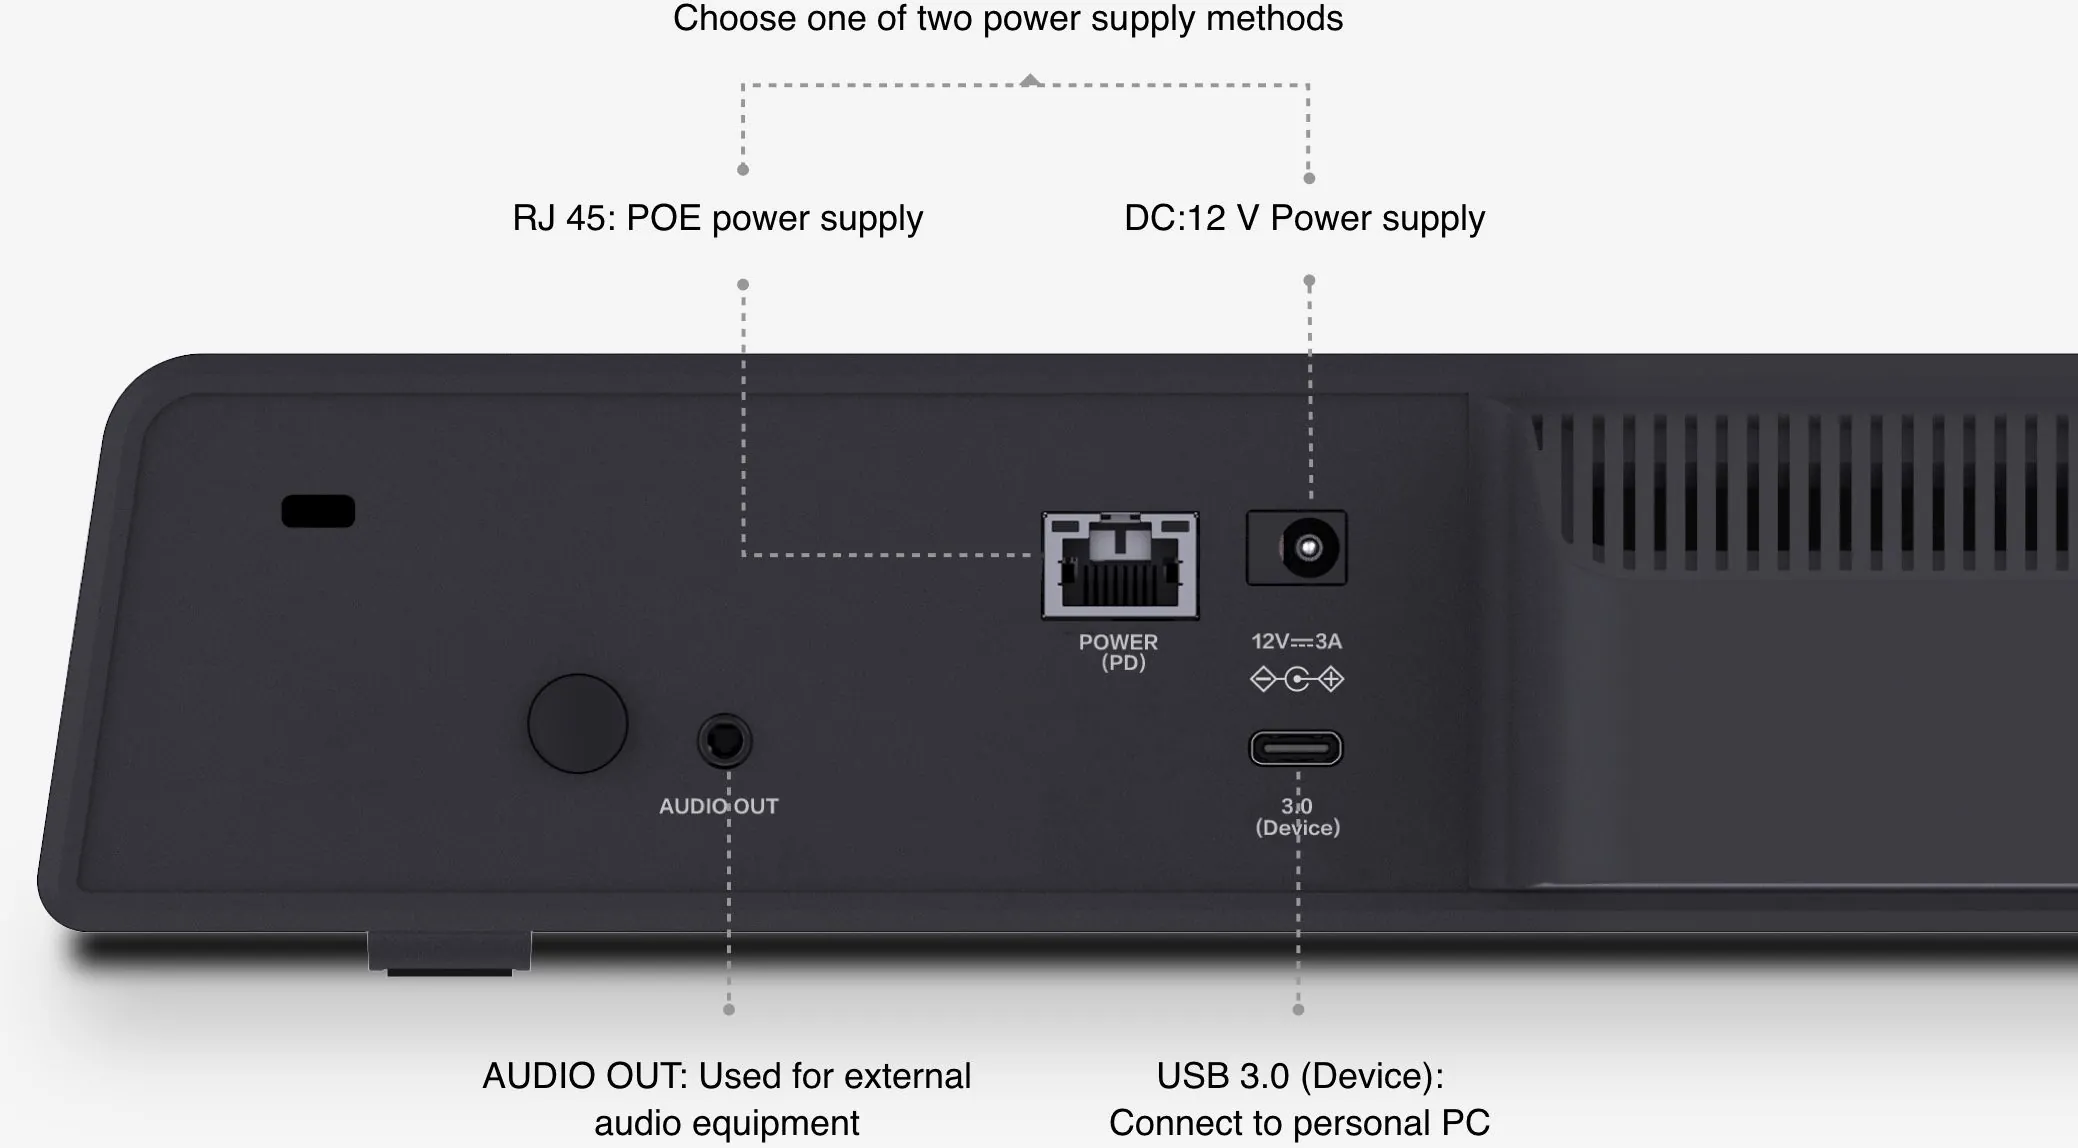 Choose one of two power supply methods
RJ 45: POE power supply
DC:12 V Power supply
POWER
(PD)
12V⎓3A
AUDIO OUT
3.0
(Device)
AUDIO OUT: Used for external
audio equipment
USB 3.0 (Device):
Connect to personal PC